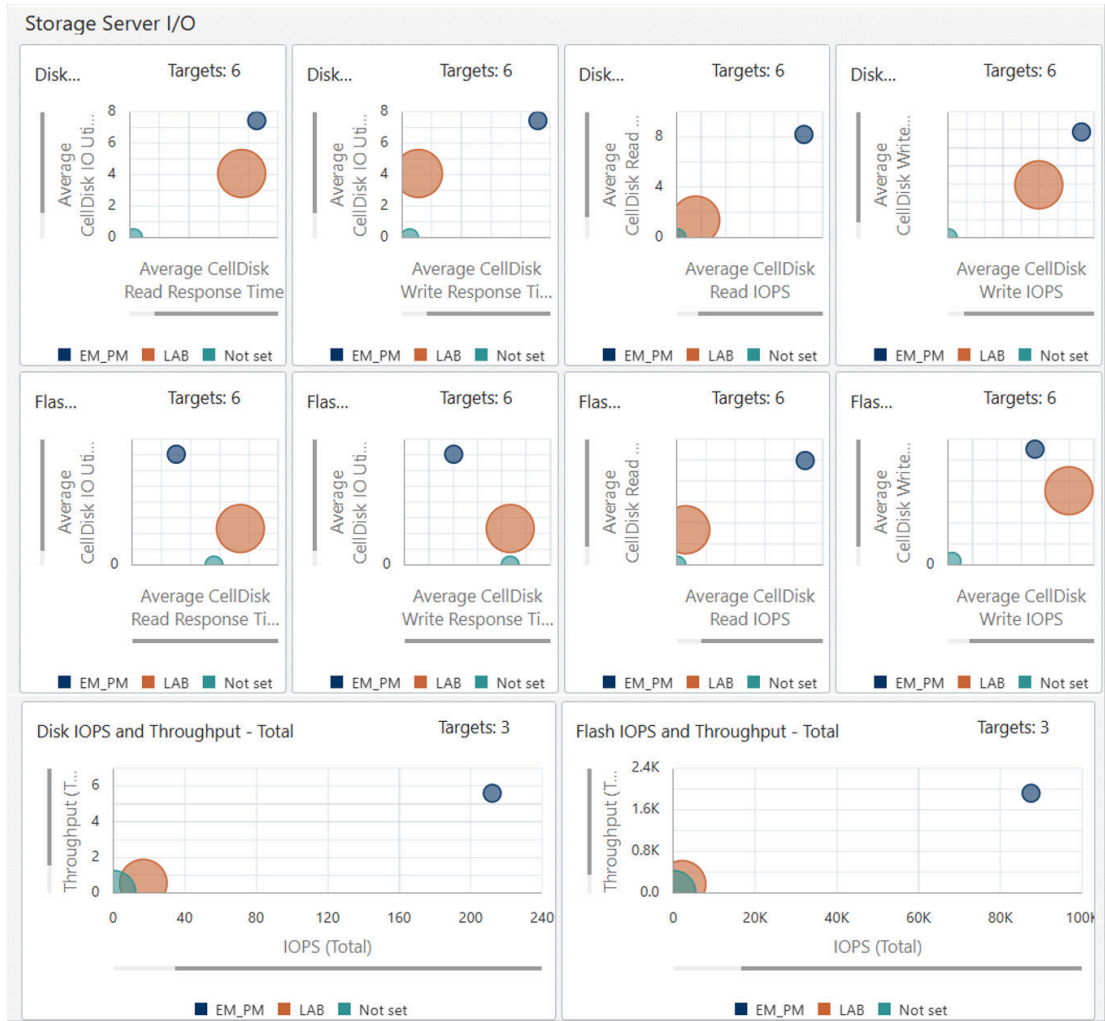 Storage Server I/O
Disk...
Targets: 6
8
6
4
2
0
Average
CellDisk IO Uti...
Average CellDisk
Read Response Time
EM_PM
LAB
Not set
Disk...
Targets: 6
8
6
4
2
0
Average
CellDisk IO Uti...
Average CellDisk
Write Response Ti...
EM_PM
LAB
Not set
Disk...
Targets: 6
8
4
0
Average
CellDisk Read ...
Average CellDisk
Read IOPS
EM_PM
LAB
Not set
Disk...
Targets: 6
Average
CellDisk Write...
Average CellDisk
Write IOPS
EM_PM
LAB
Not set
Flas...
Targets: 6
0
Average
CellDisk IO Uti...
Average CellDisk
Read Response Ti...
EM_PM
LAB
Not set
Flas...
Targets: 6
0
Average
CellDisk IO Uti...
Average CellDisk
Write Response Ti...
EM_PM
LAB
Not set
Flas...
Targets: 6
0
Average
CellDisk Read ...
Average CellDisk
Read IOPS
EM_PM
LAB
Not set
Flas...
Targets: 6
0
Average
CellDisk Write...
Average CellDisk
Write IOPS
EM_PM
LAB
Not set
Disk IOPS and Throughput - Total
Targets: 3
6
4
2
0
Throughput (T...
0 40 80 120 160 200 240
IOPS (Total)
EM_PM
LAB
Not set
Flash IOPS and Throughput - Total
Targets: 3
2.4K
1.6K
0.8K
0.0
Throughput (T...
0 20K 40K 60K 80K 100K
IOPS (Total)
EM_PM
LAB
Not set